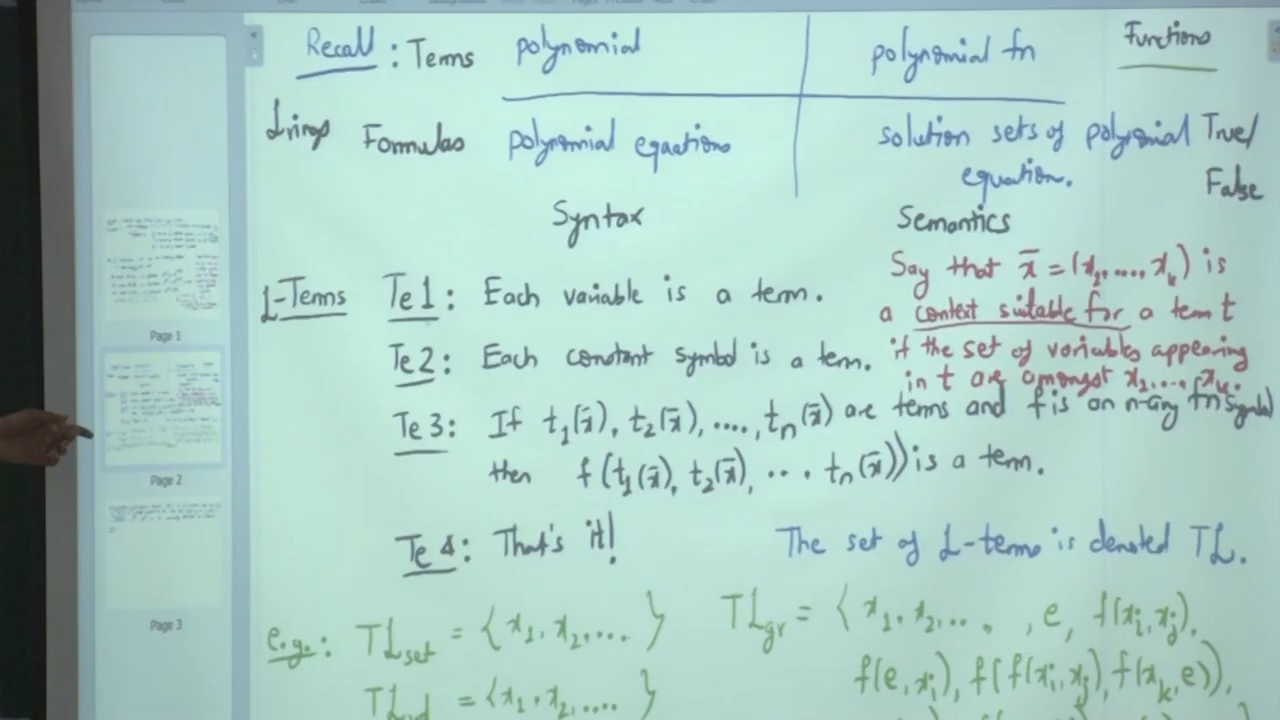 Recall : Terms polynomial polynomial fn Functions
Lrings Formulas polynomial equations solution sets of polynomial equation. True/ False
Syntax Semantics
L-Terms Te1: Each variable is a term.
Say that x̄ = (x₁, ...., xₖ) is
a context suitable for a term t
if the set of variables appearing
in t are amongst x₁, ...., xₖ.
Te2: Each constant symbol is a term.
Te3: If t₁(x̄), t₂(x̄), ...., tₙ(x̄) are terms and f is an n-ary fn symbol
then f(t₁(x̄), t₂(x̄), ... tₙ(x̄)) is a term.
Te4: That's it!
The set of L-terms is denoted TL.
e.g.: TLset = {x₁, x₂, .... }
TLgr = { x₁, x₂, ... , e, f(xᵢ, xⱼ),
f(e, xᵢ), f(f(xᵢ, xⱼ), f(xₖ, e)),
= {x₁, x₂, .... }
Page 1
Page 2
Page 3